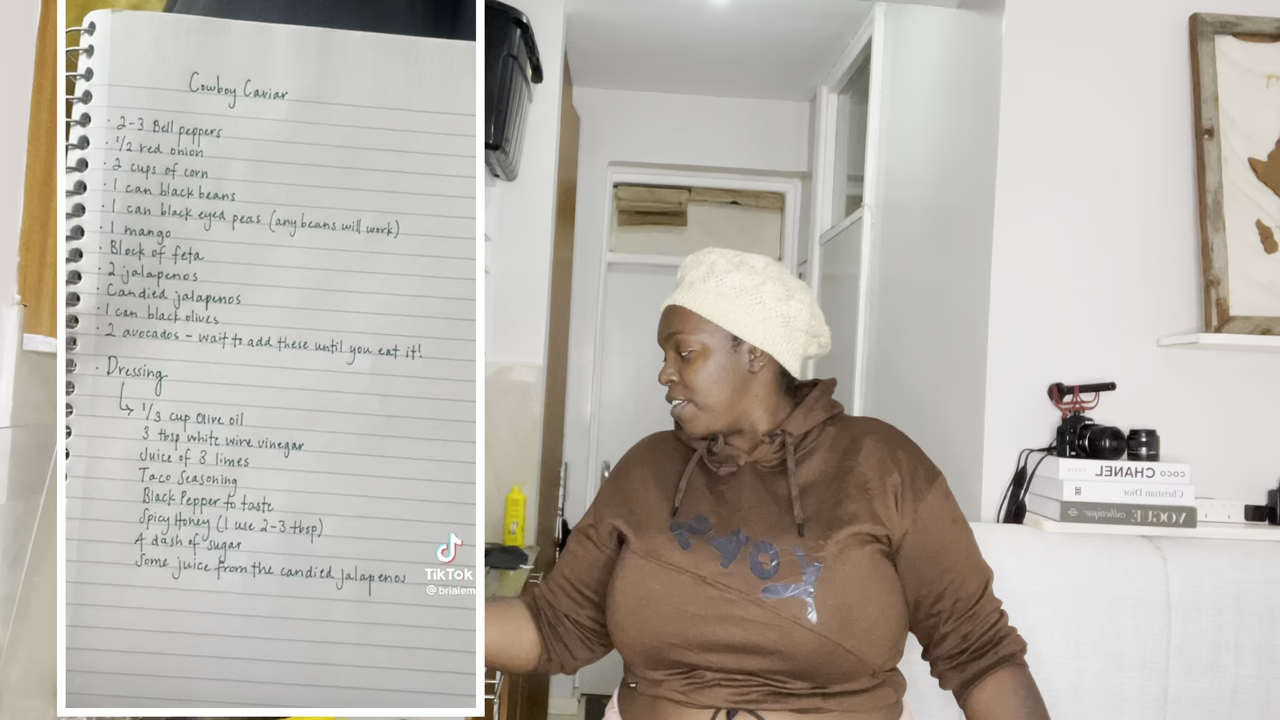 Cowboy Caviar
· 2-3 Bell peppers
· 1/2 red onion
· 2 cups of corn
· 1 can black beans
· 1 can black eyed peas (any beans will work)
· 1 mango
· Block of feta
· 2 jalapenos
· Candied jalapenos
· 1 can black olives
· 2 avocados - wait to add these until you eat it!
· Dressing
↳ 1/3 cup Olive oil
3 tbsp white wire vinegar
Juice of 3 limes
Taco Seasoning
Black Pepper to taste
Spicy Honey (I use 2-3 tbsp)
A dash of sugar
Some juice from the candied jalapenos
TikTok
@brialem
COCO CHANEL
Christian Dior
VOGUE